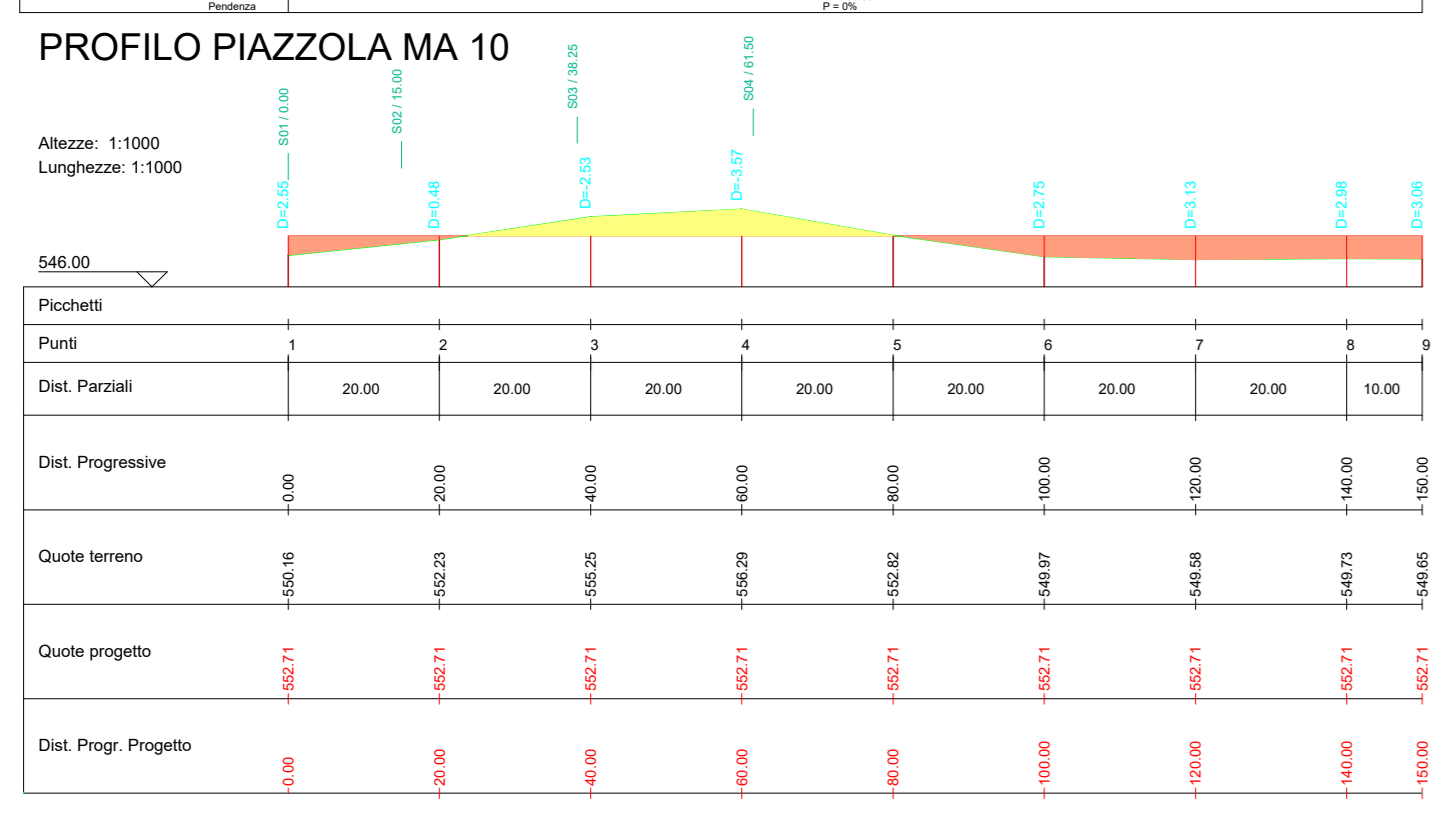 Pendenza
P = 0%
PROFILO PIAZZOLA MA 10
S01 / 0.00
S02 / 15.00
S03 / 38.25
S04 / 61.50
Altezze: 1:1000
Lunghezze: 1:1000
D=2.55
D=0.48
D=-2.53
D=-3.57
D=2.75
D=3.13
D=2.98
D=3.06
546.00
Picchetti
Punti 1 2 3 4 5 6 7 8 9
Dist. Parziali 20.00 20.00 20.00 20.00 20.00 20.00 20.00 10.00
Dist. Progressive 0.00 20.00 40.00 60.00 80.00 100.00 120.00 140.00 150.00
Quote terreno 550.16 552.23 555.25 556.29 552.82 549.97 549.58 549.73 549.65
Quote progetto 552.71 552.71 552.71 552.71 552.71 552.71 552.71 552.71 552.71
Dist. Progr. Progetto 0.00 20.00 40.00 60.00 80.00 100.00 120.00 140.00 150.00